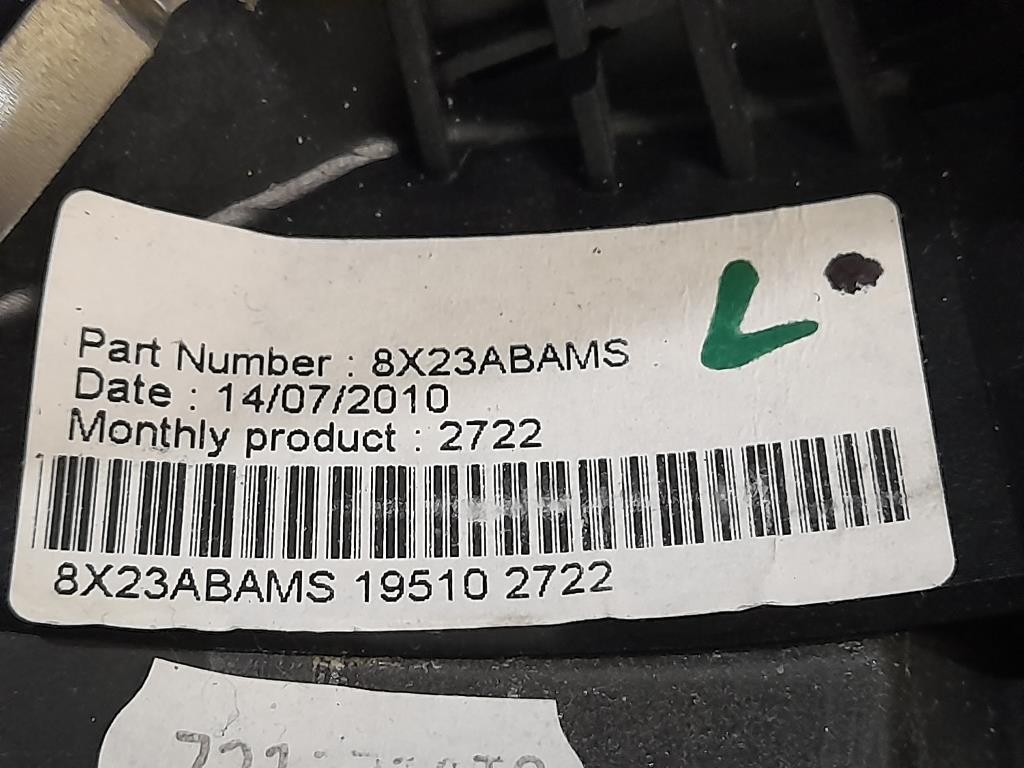 Part Number : 8X23ABAMS
Date : 14/07/2010
Monthly product : 2722
8X23ABAMS 19510 2722